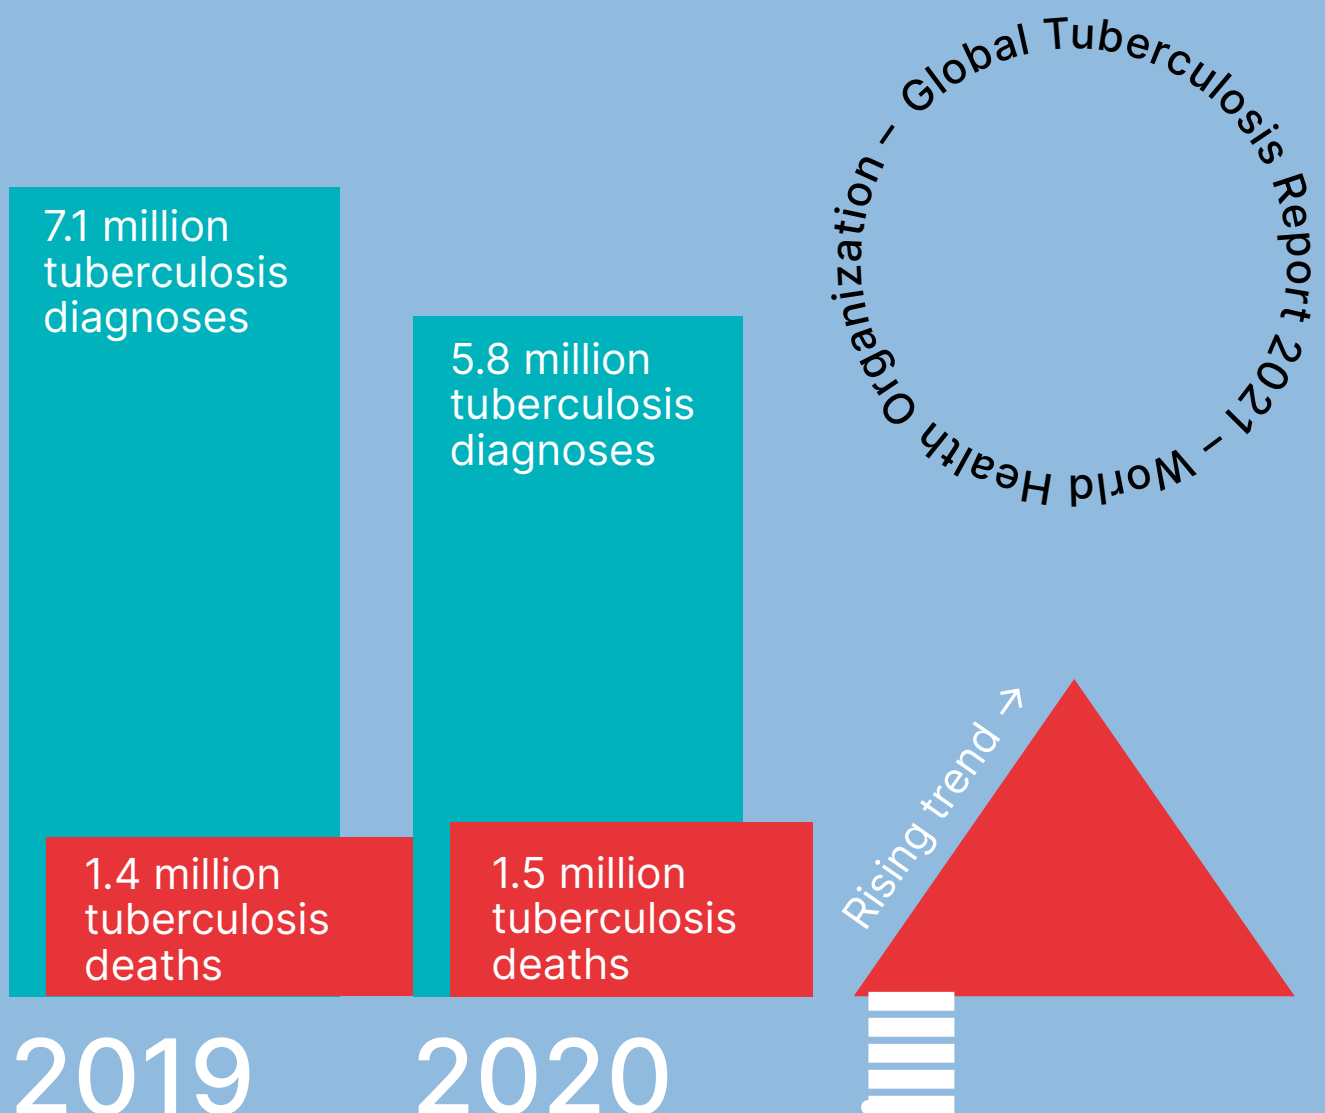 Global Tuberculosis Report 2021 – World Health Organization –
7.1 million
tuberculosis
diagnoses
5.8 million
tuberculosis
diagnoses
Rising trend →
1.4 million
tuberculosis
deaths
1.5 million
tuberculosis
deaths
2019
2020